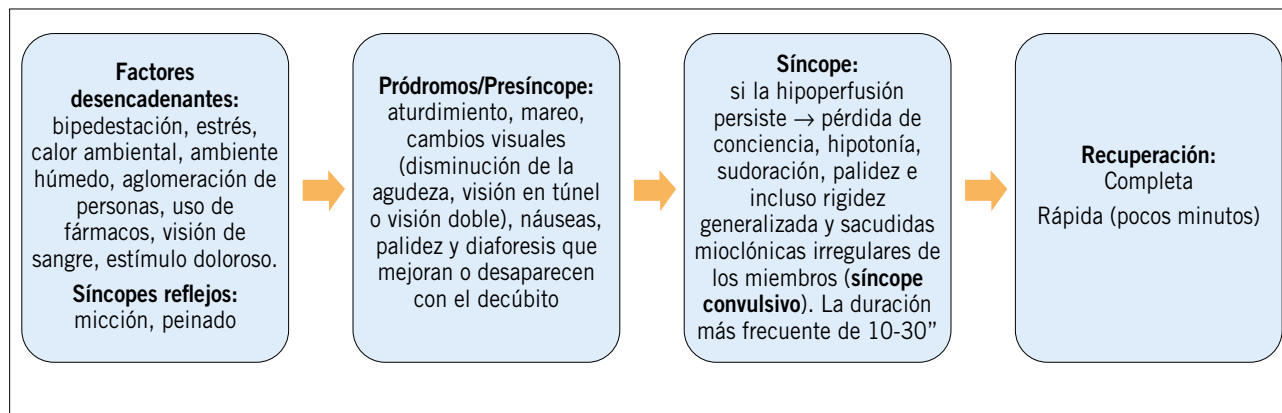 Factores
desencadenantes:
bipedestación, estrés,
calor ambiental, ambiente
húmedo, aglomeración de
personas, uso de
fármacos, visión de
sangre, estímulo doloroso.
Síncopes reflejos:
micción, peinado
Pródromos/Presíncope:
aturdimiento, mareo,
cambios visuales
(disminución de la
agudeza, visión en túnel
o visión doble), náuseas,
palidez y diaforesis que
mejoran o desaparecen
con el decúbito
Síncope:
si la hipoperfusión
persiste → pérdida de
conciencia, hipotonía,
sudoración, palidez e
incluso rigidez
generalizada y sacudidas
mioclónicas irregulares de
los miembros (síncope
convulsivo). La duración
más frecuente de 10-30”
Recuperación:
Completa
Rápida (pocos minutos)